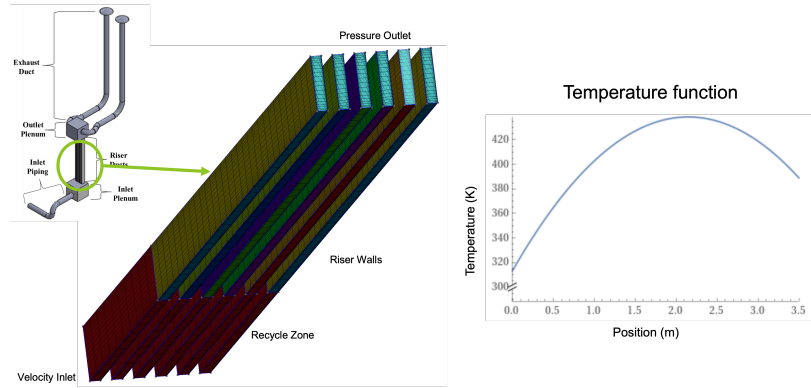 Exhaust
Duct
Outlet
Plenum
Inlet
Piping
Riser
Ducts
Inlet
Plenum
Pressure Outlet
Riser Walls
Recycle Zone
Velocity Inlet
Temperature function
Temperature (K)
420
400
380
360
340
320
300
0.0 0.5 1.0 1.5 2.0 2.5 3.0 3.5
Position (m)